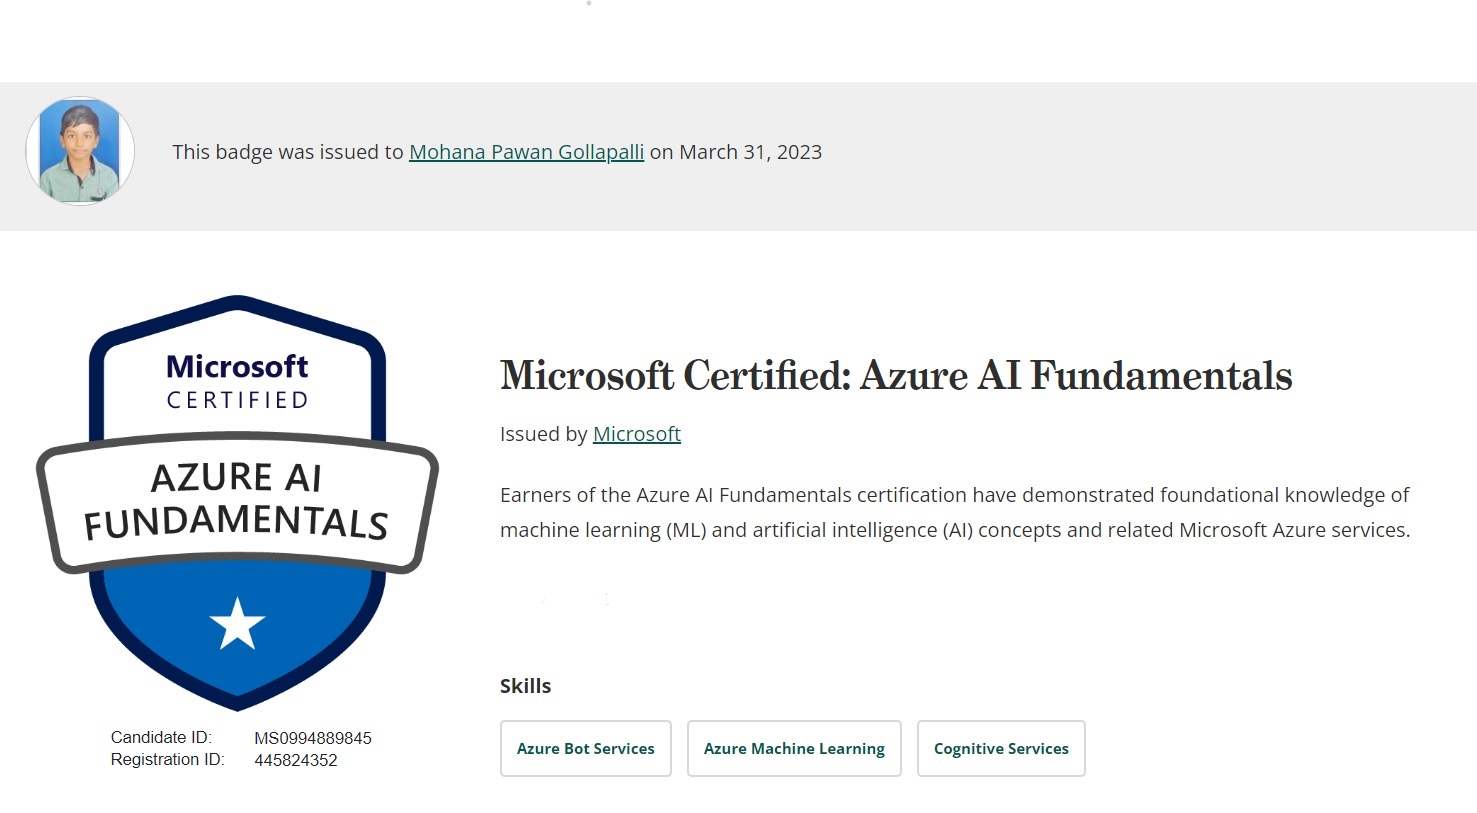 This badge was issued to Mohana Pawan Gollapalli on March 31, 2023
Microsoft
CERTIFIED
AZURE AI
FUNDAMENTALS
Candidate ID: MS0994889845
Registration ID: 445824352
Microsoft Certified: Azure AI Fundamentals
Issued by Microsoft
Earners of the Azure AI Fundamentals certification have demonstrated foundational knowledge of
machine learning (ML) and artificial intelligence (AI) concepts and related Microsoft Azure services.
Skills
Azure Bot Services
Azure Machine Learning
Cognitive Services